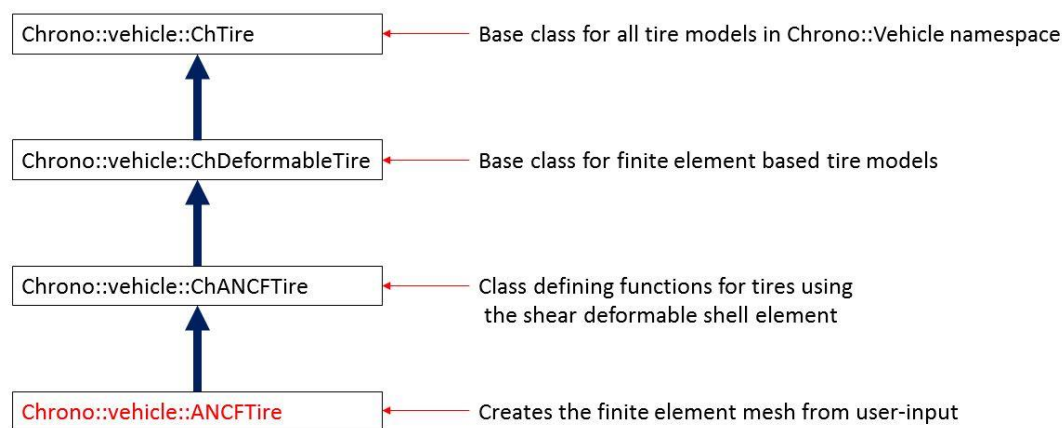 Chrono::vehicle::ChTire
Base class for all tire models in Chrono::Vehicle namespace
Chrono::vehicle::ChDeformableTire
Base class for finite element based tire models
Chrono::vehicle::ChANCFTire
Class defining functions for tires using
the shear deformable shell element
Chrono::vehicle::ANCFTire
Creates the finite element mesh from user-input